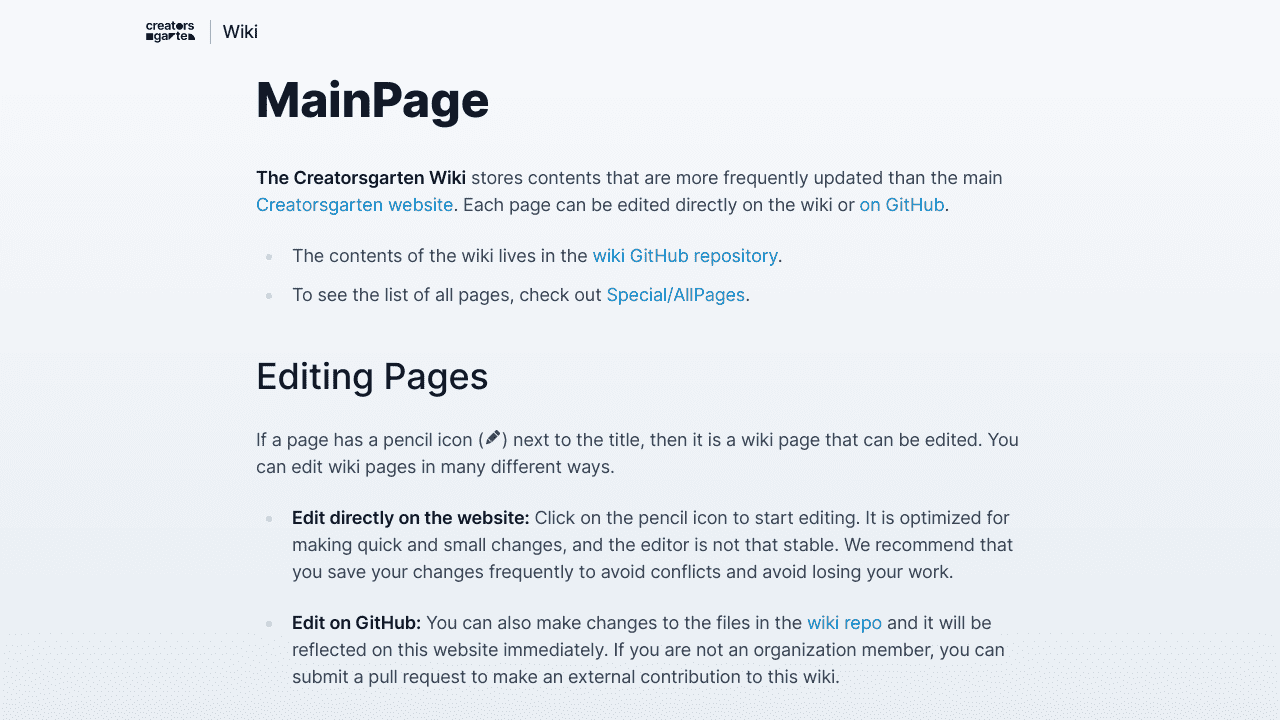 creators
garten
Wiki
MainPage
The Creatorsgarten Wiki stores contents that are more frequently updated than the main
Creatorsgarten website. Each page can be edited directly on the wiki or on GitHub.
The contents of the wiki lives in the wiki GitHub repository.
To see the list of all pages, check out Special/AllPages.
Editing Pages
If a page has a pencil icon () next to the title, then it is a wiki page that can be edited. You
can edit wiki pages in many different ways.
Edit directly on the website: Click on the pencil icon to start editing. It is optimized for
making quick and small changes, and the editor is not that stable. We recommend that
you save your changes frequently to avoid conflicts and avoid losing your work.
Edit on GitHub: You can also make changes to the files in the wiki repo and it will be
reflected on this website immediately. If you are not an organization member, you can
submit a pull request to make an external contribution to this wiki.